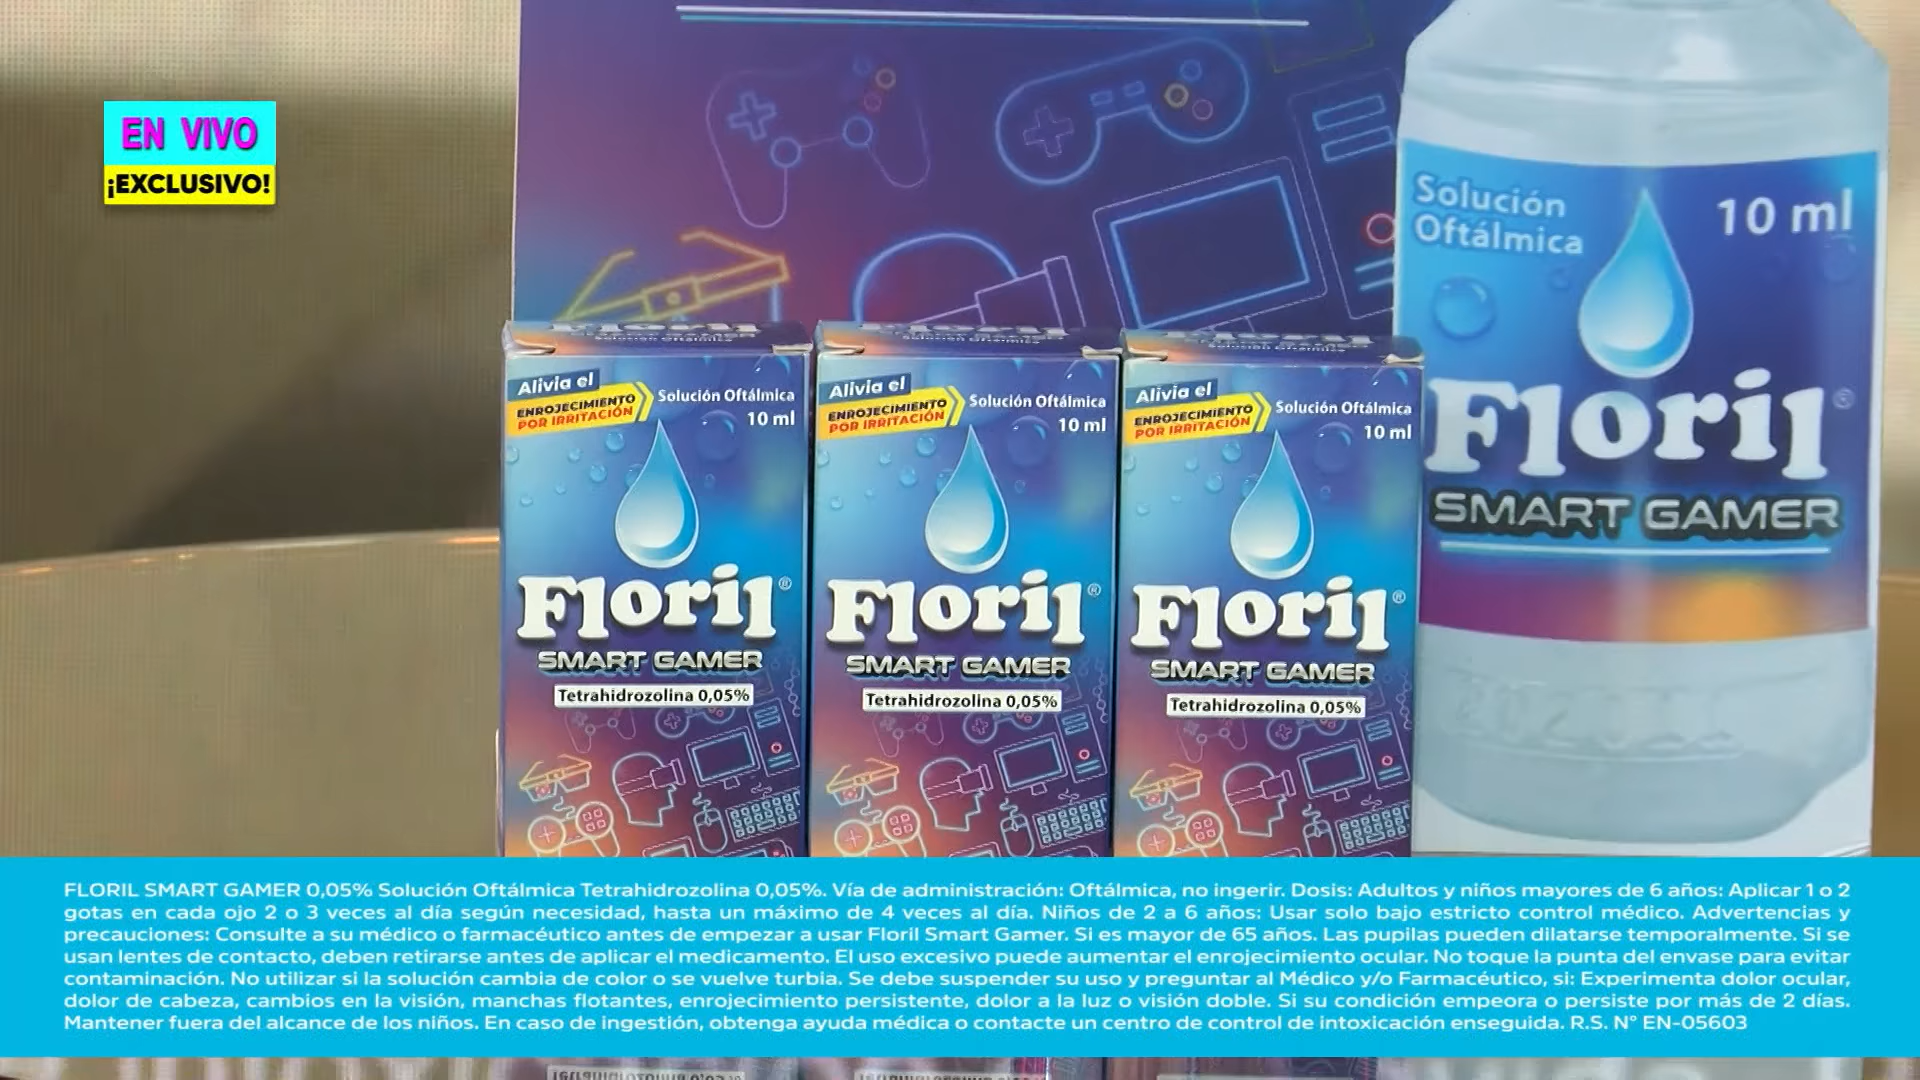 EN VIVO
¡EXCLUSIVO!
Solución
Oftálmica
10 ml
Floril
SMART GAMER
Alivia el
ENROJECIMIENTO
POR IRRITACIÓN
Solución Oftálmica
10 ml
Floril®
SMART GAMER
Tetrahidrozolina 0,05%
Alivia el
ENROJECIMIENTO
POR IRRITACIÓN
Solución Oftálmica
10 ml
Floril®
SMART GAMER
Tetrahidrozolina 0,05%
Alivia el
ENROJECIMIENTO
POR IRRITACIÓN
Solución Oftálmica
10 ml
Floril®
SMART GAMER
Tetrahidrozolina 0,05%
FLORIL SMART GAMER 0,05% Solución Oftálmica Tetrahidrozolina 0,05%. Vía de administración: Oftálmica, no ingerir. Dosis: Adultos y niños mayores de 6 años: Aplicar 1 o 2
gotas en cada ojo 2 o 3 veces al día según necesidad, hasta un máximo de 4 veces al día. Niños de 2 a 6 años: Usar solo bajo estricto control médico. Advertencias y
precauciones: Consulte a su médico o farmacéutico antes de empezar a usar Floril Smart Gamer. Si es mayor de 65 años. Las pupilas pueden dilatarse temporalmente. Si se
usan lentes de contacto, deben retirarse antes de aplicar el medicamento. El uso excesivo puede aumentar el enrojecimiento ocular. No toque la punta del envase para evitar
contaminación. No utilizar si la solución cambia de color o se vuelve turbia. Se debe suspender su uso y preguntar al Médico y/o Farmacéutico, si: Experimenta dolor ocular,
dolor de cabeza, cambios en la visión, manchas flotantes, enrojecimiento persistente, dolor a la luz o visión doble. Si su condición empeora o persiste por más de 2 días.
Mantener fuera del alcance de los niños. En caso de ingestión, obtenga ayuda médica o contacte un centro de control de intoxicación enseguida. R.S. N° EN-05603